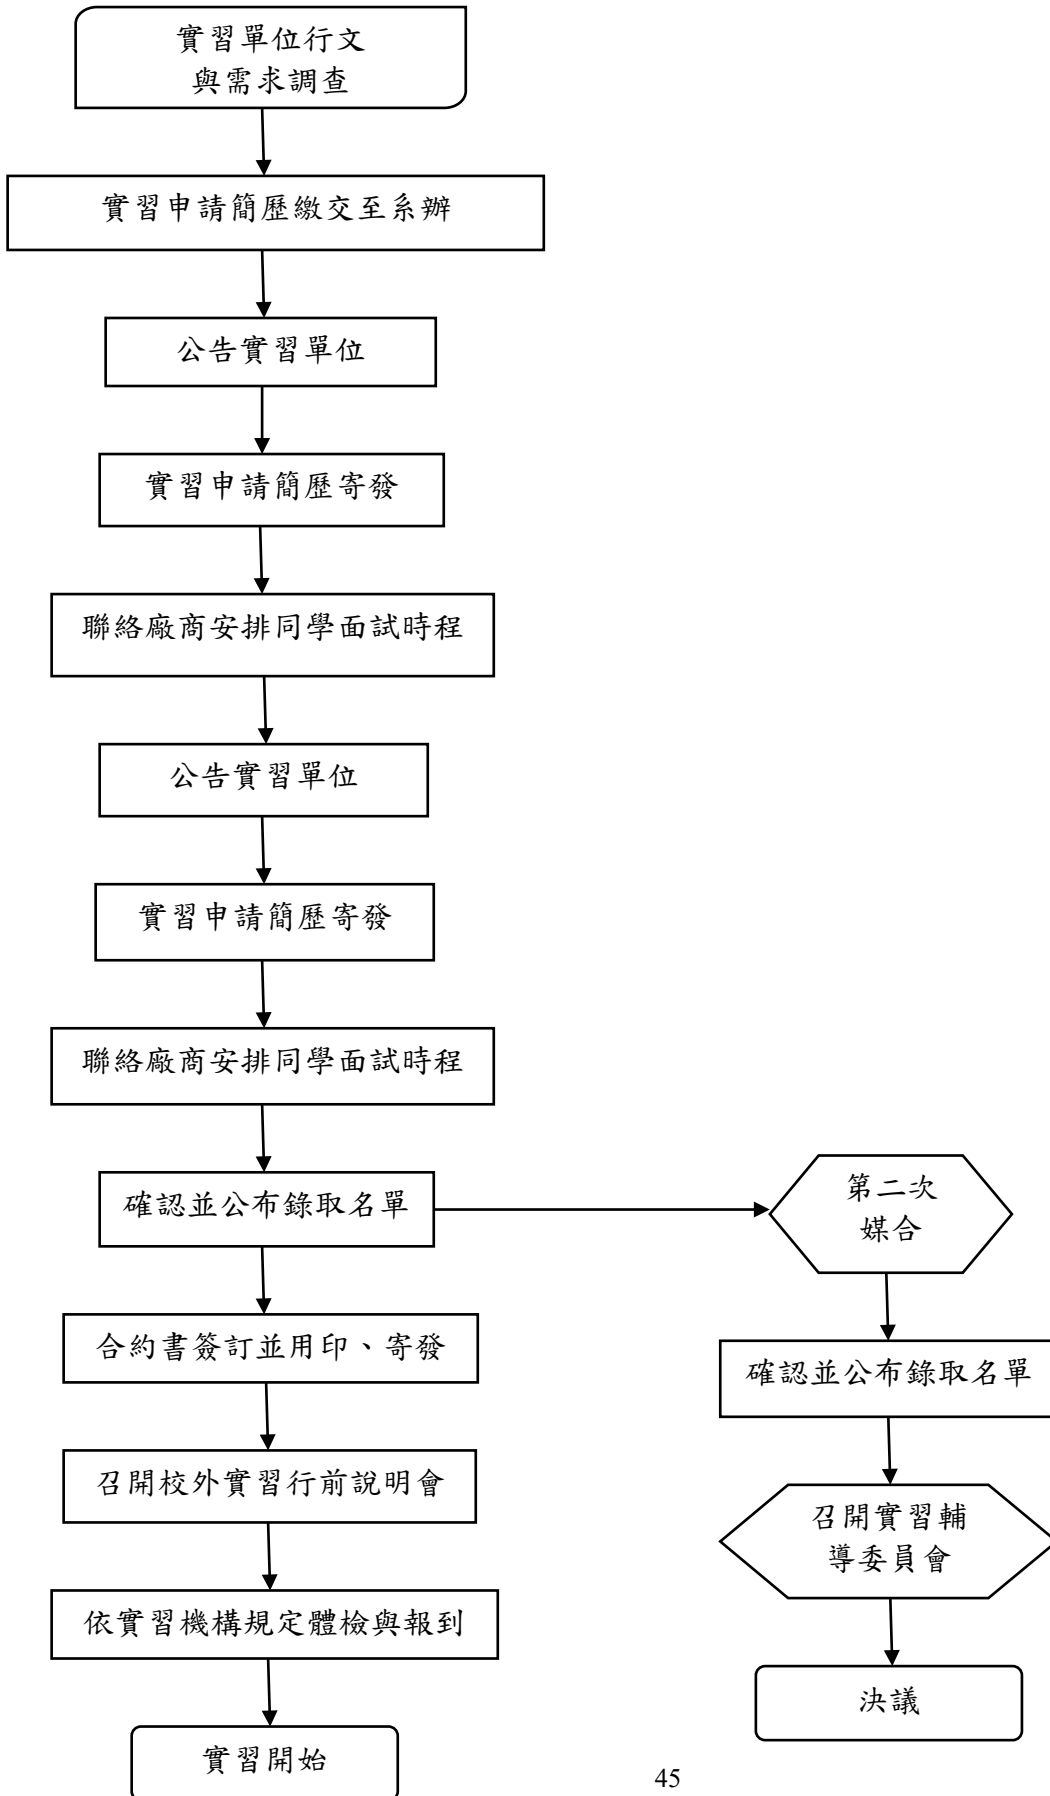 實習單位行文
與需求調查
實習申請簡歷繳交至系辦
公告實習單位
實習申請簡歷寄發
聯絡廠商安排同學面試時程
公告實習單位
實習申請簡歷寄發
聯絡廠商安排同學面試時程
確認並公布錄取名單
合約書簽訂並用印、寄發
召開校外實習行前說明會
依實習機構規定體檢與報到
實習開始
第二次
媒合
確認並公布錄取名單
召開實習輔
導委員會
決議
45